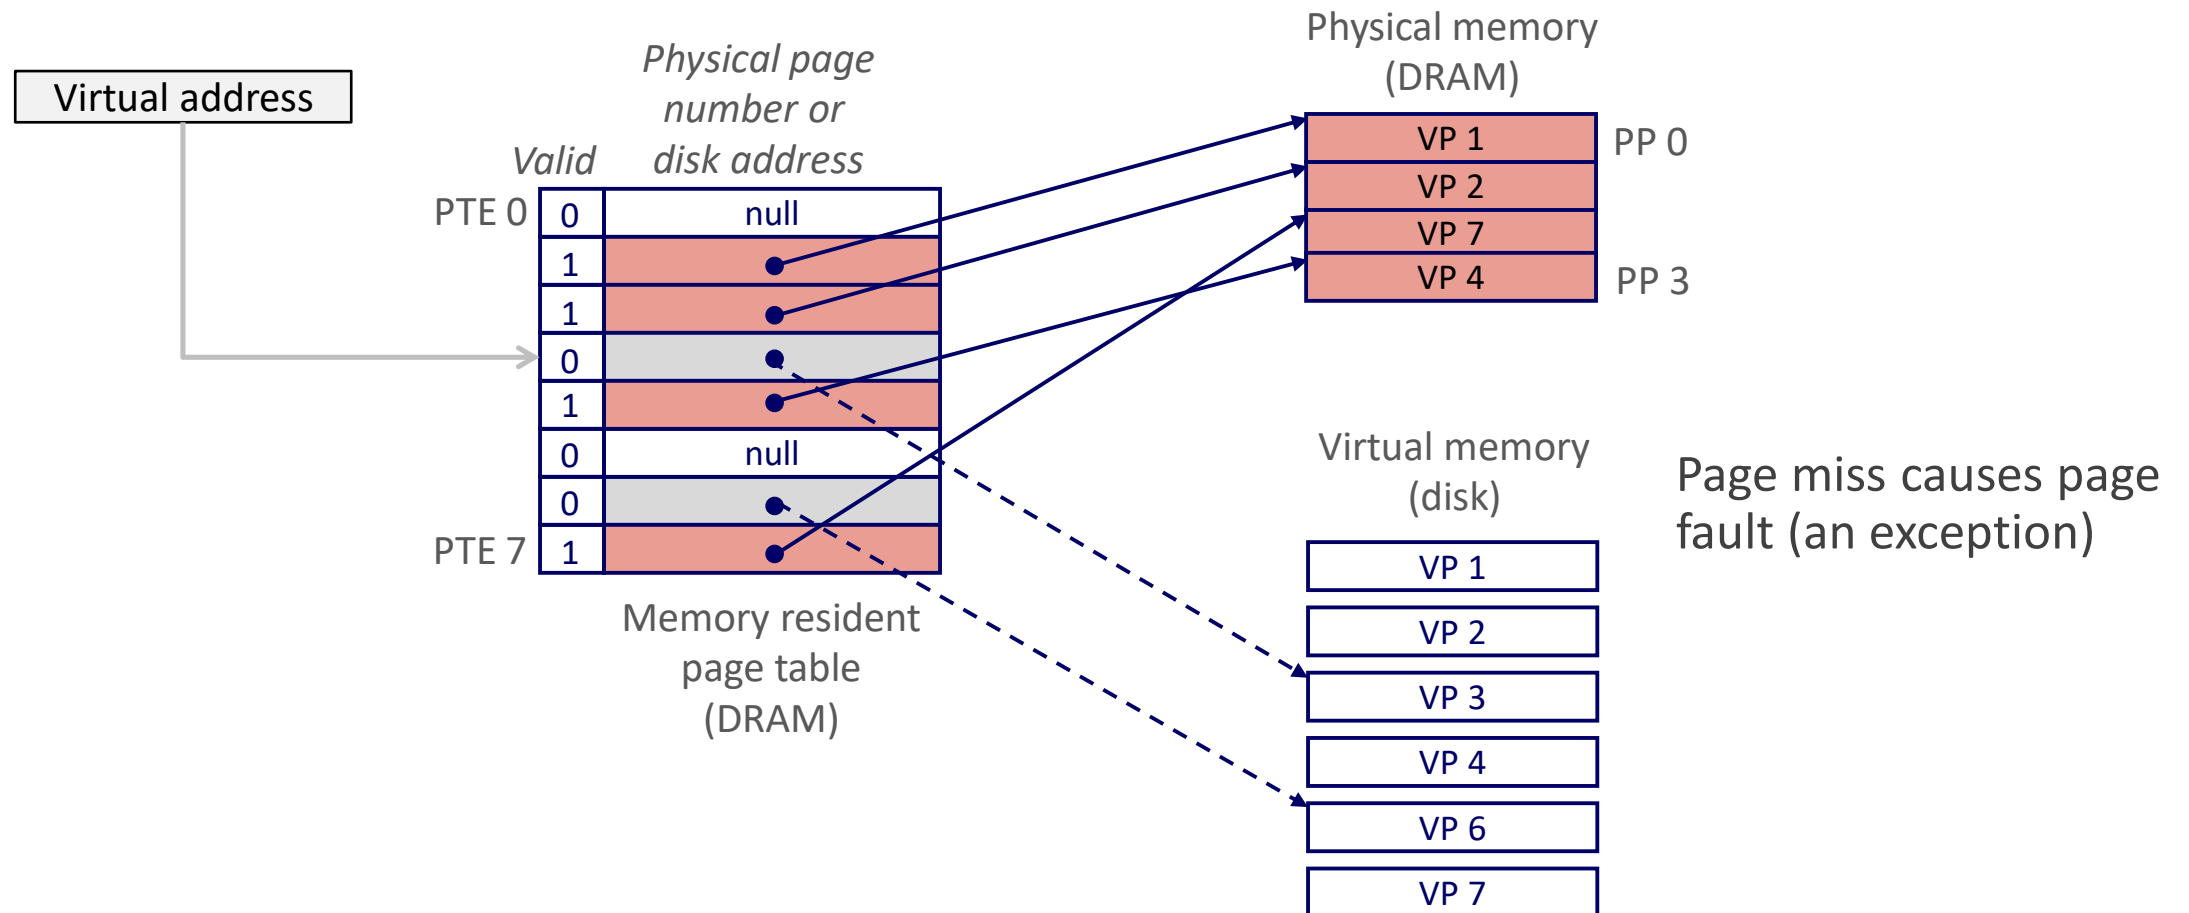 Virtual address
Physical page
number or
disk address
Valid
PTE 0
0
null
1
1
0
1
0
null
0
PTE 7
1
Memory resident
page table
(DRAM)
Physical memory
(DRAM)
VP 1
PP 0
VP 2
VP 7
VP 4
PP 3
Virtual memory
(disk)
VP 1
VP 2
VP 3
VP 4
VP 6
VP 7
Page miss causes page
fault (an exception)